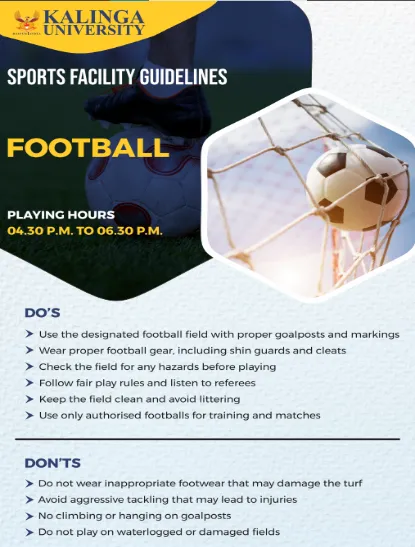 KALINGA
UNIVERSITY
SPORTS FACILITY GUIDELINES
FOOTBALL
PLAYING HOURS
04.30 P.M. TO 06.30 P.M.
DO'S
➤ Use the designated football field with proper goalposts and markings
➤ Wear proper football gear, including shin guards and cleats
➤ Check the field for any hazards before playing
➤ Follow fair play rules and listen to referees
➤ Keep the field clean and avoid littering
➤ Use only authorised footballs for training and matches
DON'TS
➤ Do not wear inappropriate footwear that may damage the turf
➤ Avoid aggressive tackling that may lead to injuries
➤ No climbing or hanging on goalposts
➤ Do not play on waterlogged or damaged fields